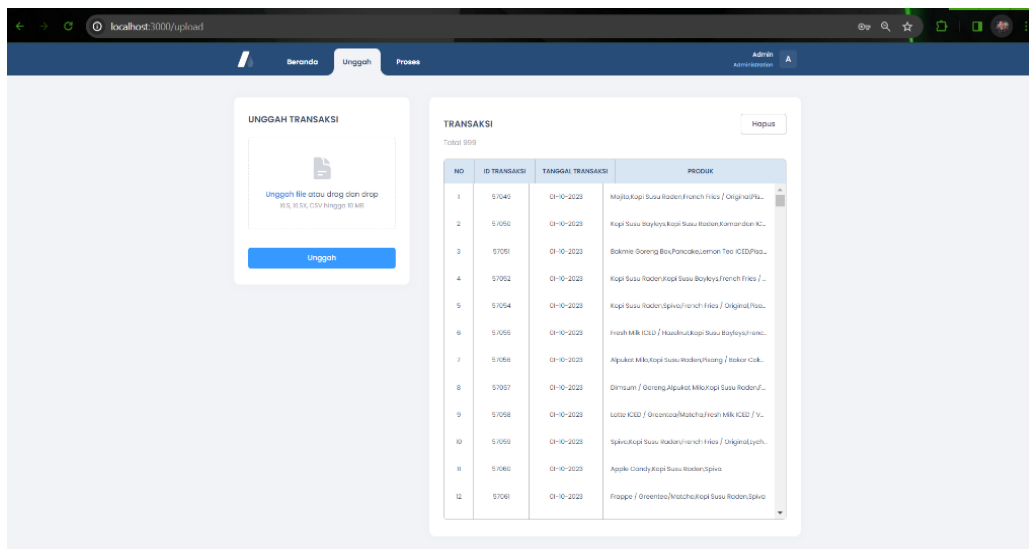 localhost:3000/upload
Beranda
Unggah
Proses
Admin
Administration
A
UNGGAH TRANSAKSI
Unggah file atau drag dan drop
XLS, XLSX, CSV hingga 10 MB
Unggah
TRANSAKSI
Total 999
Hapus
NO ID TRANSAKSI TANGGAL TRANSAKSI PRODUK
1 57049 01-10-2023 Mojito,Kopi Susu Raden,French Fries / Original,Pis...
2 57050 01-10-2023 Kopi Susu Bayleys,Kopi Susu Raden,Komandan IC...
3 57051 01-10-2023 Bakmie Goreng Box,Pancake,Lemon Tea ICED,Pisa...
4 57052 01-10-2023 Kopi Susu Raden,Kopi Susu Bayleys,French Fries / ...
5 57054 01-10-2023 Kopi Susu Raden,Spiva,French Fries / Original,Pisa...
6 57055 01-10-2023 Fresh Milk ICED / Hazelnut,Kopi Susu Bayleys,Frenc...
7 57056 01-10-2023 Alpukat Milo,Kopi Susu Raden,Pisang / Bakar Cok...
8 57057 01-10-2023 Dimsum / Goreng,Alpukat Milo,Kopi Susu Raden,F...
9 57058 01-10-2023 Latte ICED / Greentea/Matcha,Fresh Milk ICED / V...
10 57059 01-10-2023 Spiva,Kopi Susu Raden,French Fries / Original,Lych...
11 57060 01-10-2023 Apple Candy,Kopi Susu Raden,Spiva
12 57061 01-10-2023 Frappe / Greentea/Matcha,Kopi Susu Raden,Spiva